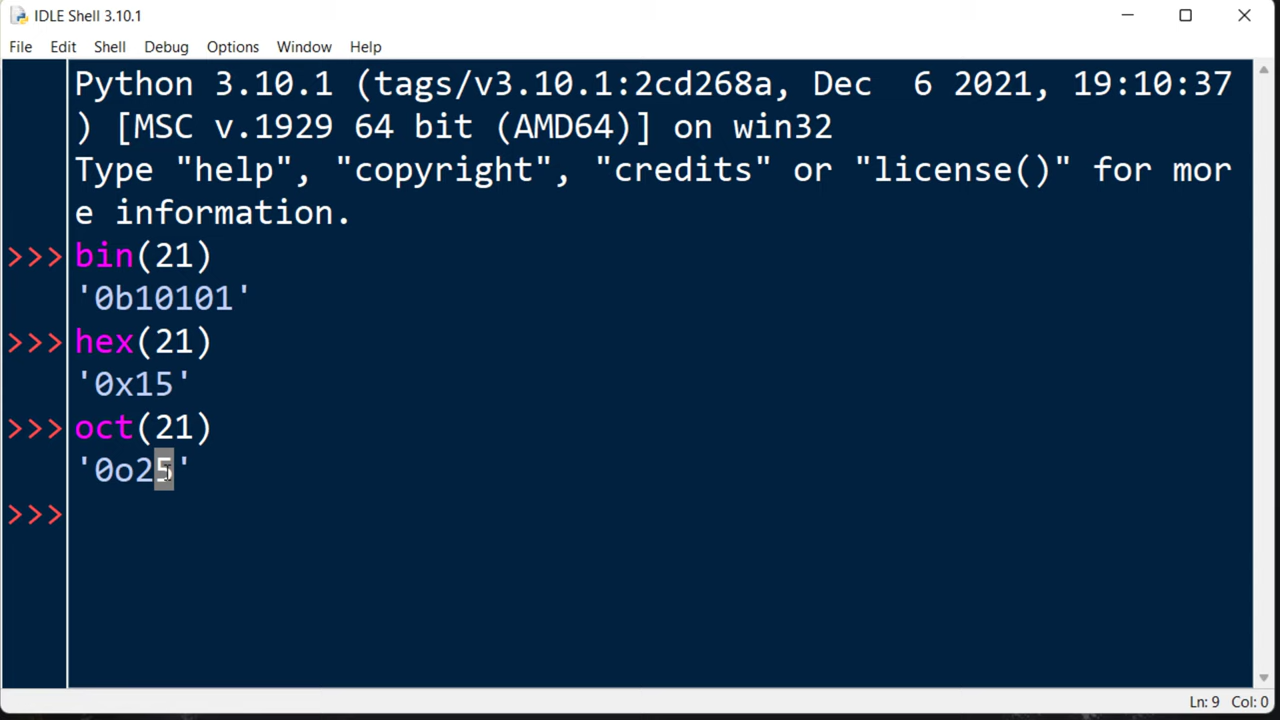 IDLE Shell 3.10.1
File Edit Shell Debug Options Window Help
Python 3.10.1 (tags/v3.10.1:2cd268a, Dec  6 2021, 19:10:37
) [MSC v.1929 64 bit (AMD64)] on win32
Type "help", "copyright", "credits" or "license()" for mor
e information.
>>> bin(21)
'0b10101'
>>> hex(21)
'0x15'
>>> oct(21)
'0o25'
>>>
Ln: 9 Col: 0